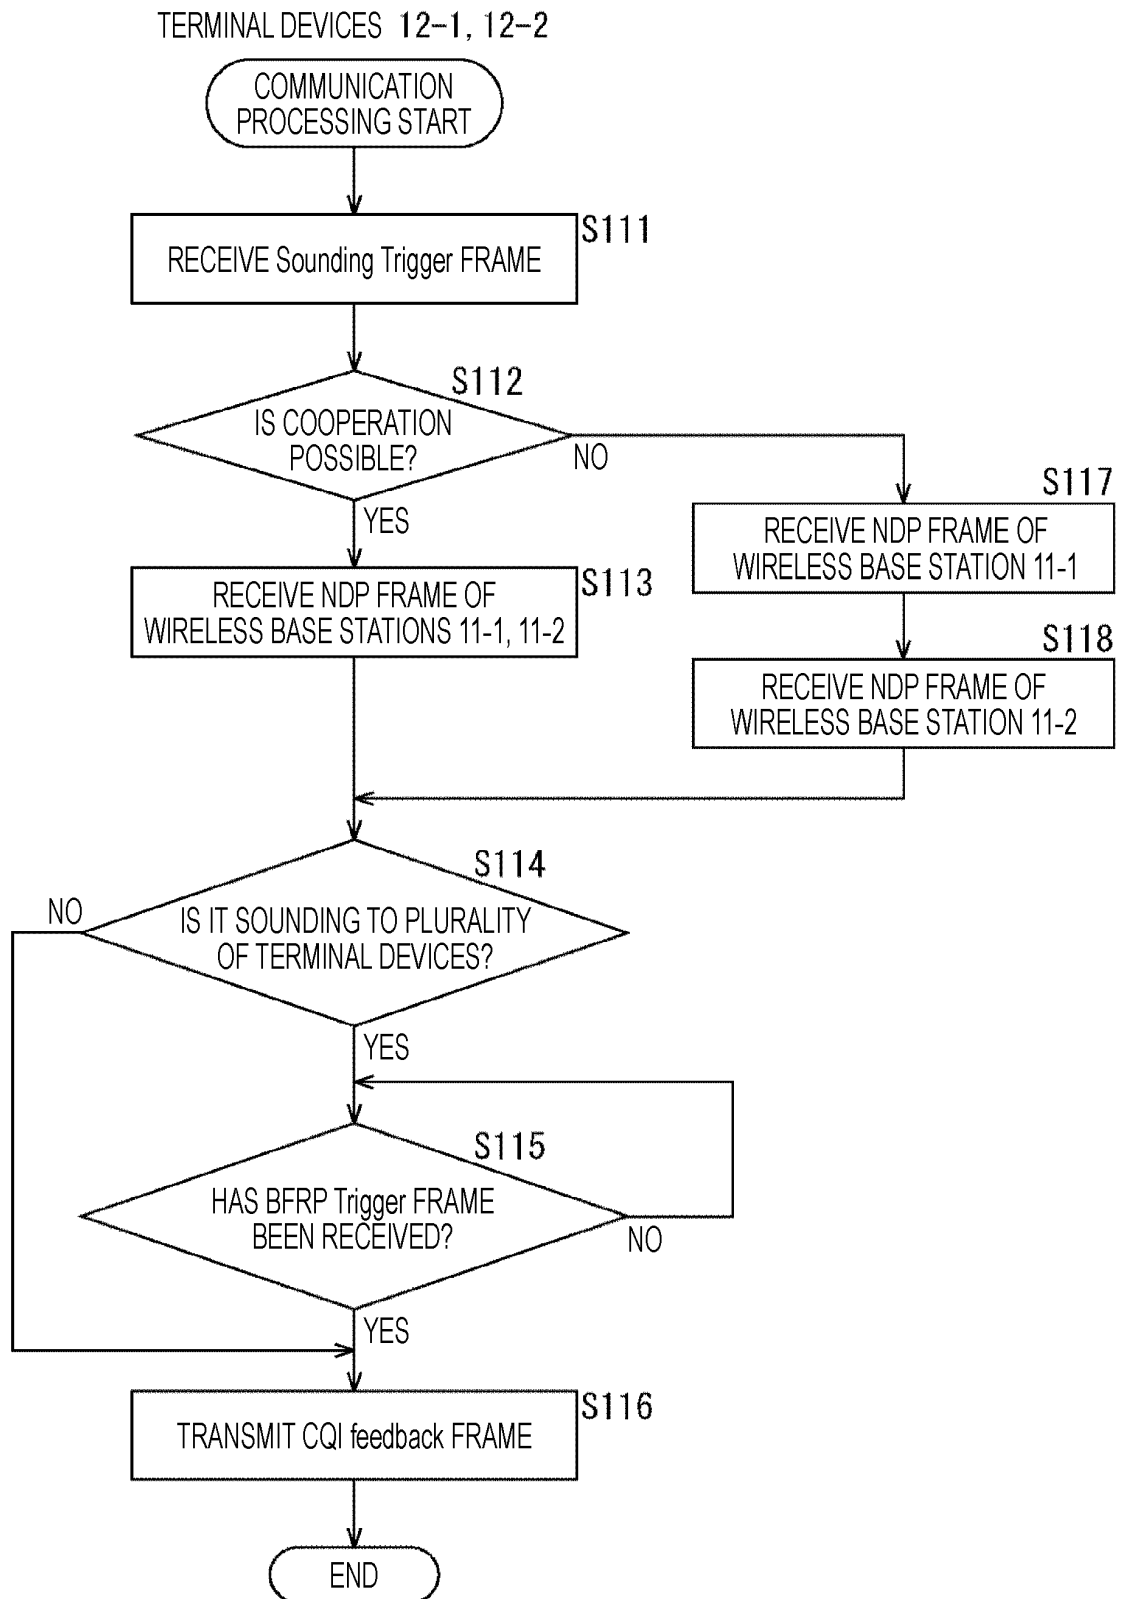 TERMINAL DEVICES 12-1, 12-2
COMMUNICATION
PROCESSING START
S111
RECEIVE Sounding Trigger FRAME
S112
IS COOPERATION
POSSIBLE?
NO
YES
S117
RECEIVE NDP FRAME OF
WIRELESS BASE STATION 11-1
S113
RECEIVE NDP FRAME OF
WIRELESS BASE STATIONS 11-1, 11-2
S118
RECEIVE NDP FRAME OF
WIRELESS BASE STATION 11-2
S114
NO
IS IT SOUNDING TO PLURALITY
OF TERMINAL DEVICES?
YES
S115
HAS BFRP Trigger FRAME
BEEN RECEIVED?
NO
YES
S116
TRANSMIT CQI feedback FRAME
END